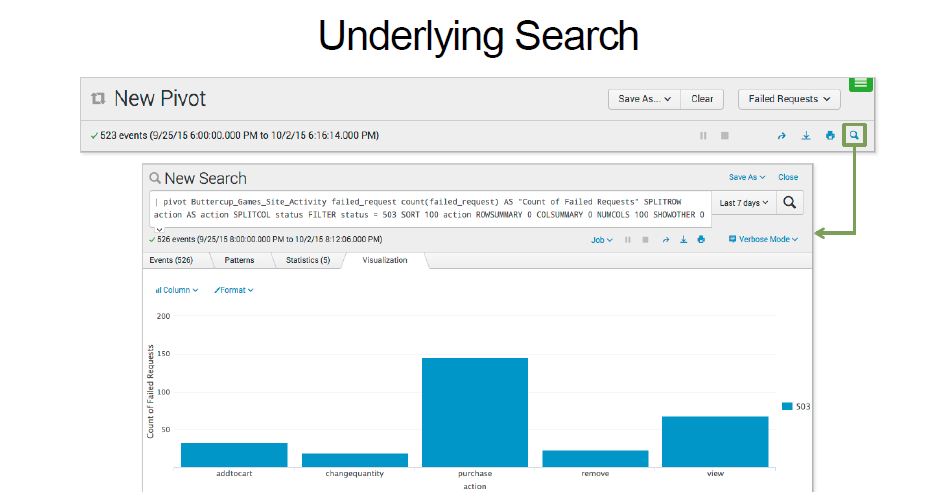 Underlying Search
New Pivot
Save As...
Clear
Failed Requests
523 events (9/25/15 6:00:00.000 PM to 10/2/15 6:16:14.000 PM)
New Search
Save As
Close
| pivot Buttercup_Games_Site_Activity failed_request count(failed_request) AS "Count of Failed Requests" SPLITROW
action AS action SPLITCOL status FILTER status = 503 SORT 100 action ROWSUMMARY 0 COLSUMMARY 0 NUMCOLS 100 SHOWOTHER 0
Last 7 days
526 events (9/25/15 8:00:00.000 PM to 10/2/15 8:12:06.000 PM)
Job
Verbose Mode
Events (526)
Patterns
Statistics (5)
Visualization
Column
Format
Count of Failed Requests
200
150
100
50
503
addtocart
changequantity
purchase
remove
view
action